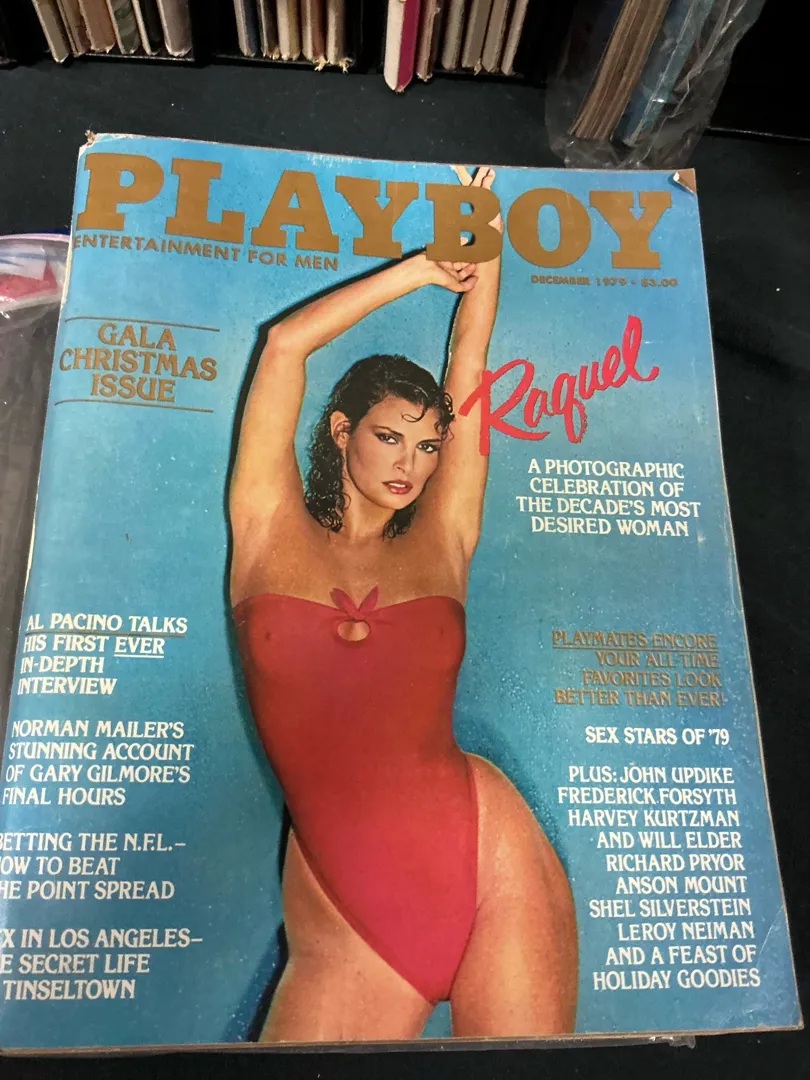 PLAYBOY
ENTERTAINMENT FOR MEN
DECEMBER 1979 • $3.00
GALA
CHRISTMAS
ISSUE
Raquel
A PHOTOGRAPHIC
CELEBRATION OF
THE DECADE'S MOST
DESIRED WOMAN
AL PACINO TALKS
HIS FIRST EVER
IN-DEPTH
INTERVIEW
NORMAN MAILER'S
STUNNING ACCOUNT
OF GARY GILMORE'S
FINAL HOURS
BETTING THE N.F.L.–
OW TO BEAT
HE POINT SPREAD
EX IN LOS ANGELES–
E SECRET LIFE
TINSELTOWN
PLAYMATES ENCORE
YOUR ALL-TIME
FAVORITES LOOK
BETTER THAN EVER!
SEX STARS OF '79
PLUS: JOHN UPDIKE
FREDERICK FORSYTH
HARVEY KURTZMAN
AND WILL ELDER
RICHARD PRYOR
ANSON MOUNT
SHEL SILVERSTEIN
LEROY NEIMAN
AND A FEAST OF
HOLIDAY GOODIES